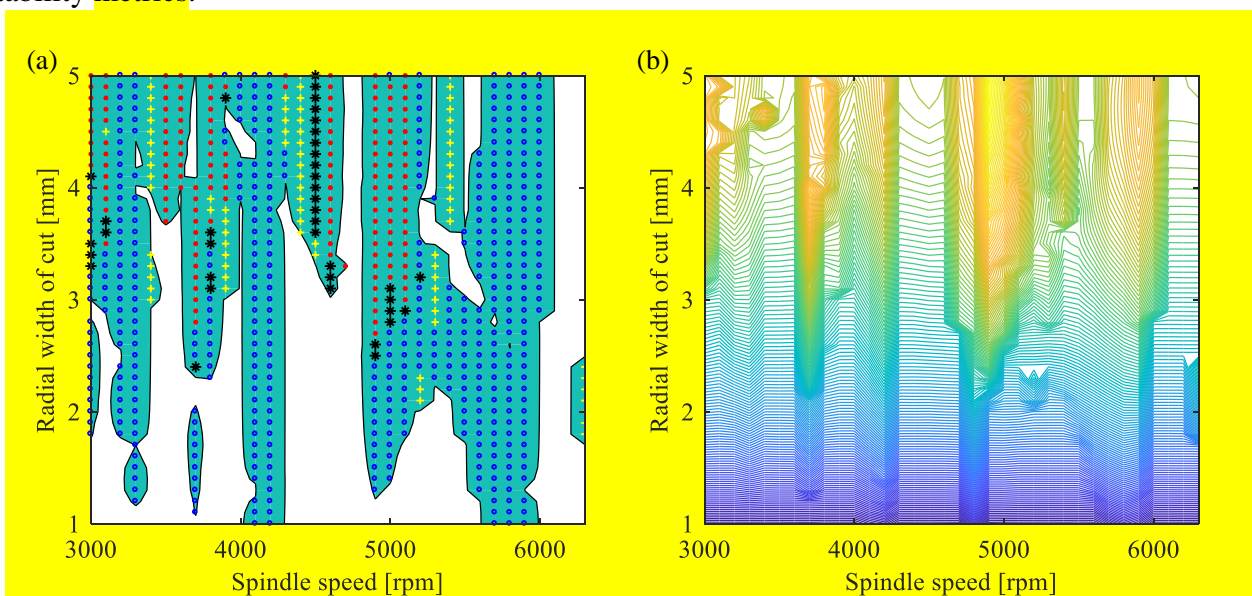 metrics.
(a)
(b)
5
4
3
2
1
Radial width of cut [mm]
3000 4000 5000 6000
Spindle speed [rpm]
5
4
3
2
1
Radial width of cut [mm]
3000 4000 5000 6000
Spindle speed [rpm]